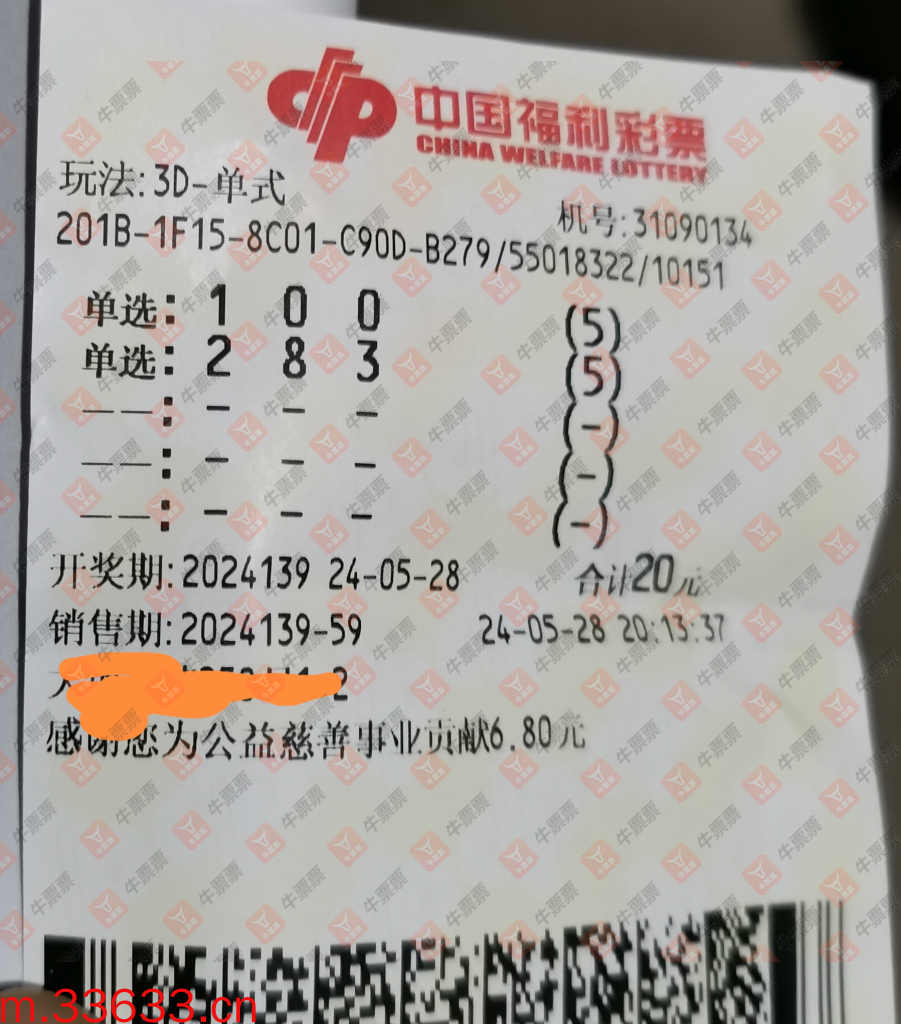 中国福利彩票
CHINA WELFARE LOTTERY
玩法:3D-单式
机号:31090134
201B-1F15-8C01-C90D-B279/55018322/10151
单选: 1 0 0 (5)
单选: 2 8 3 (5)
——: - - - (-)
——: - - - (-)
——: - - - (-)
开奖期:2024139 24-05-28 合计20元
销售期:2024139-59 24-05-28 20:13:37
2
感谢您为公益慈善事业贡献6.80元
m.33633.cn
牛票票